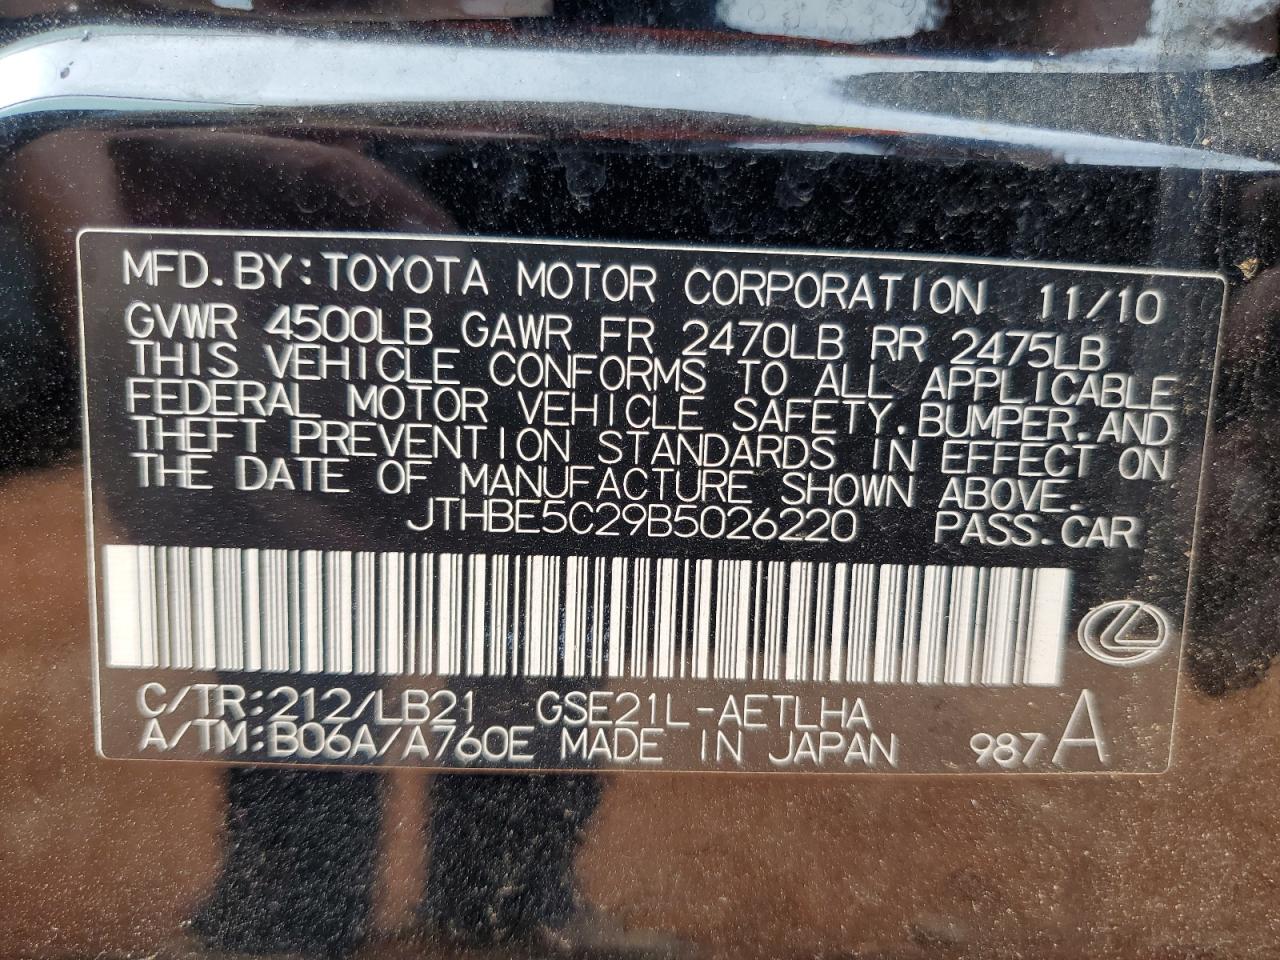 MFD. BY: TOYOTA MOTOR CORPORATION 11/10
GVWR 4500LB GAWR FR 2470LB RR 2475LB
THIS VEHICLE CONFORMS TO ALL APPLICABLE
FEDERAL MOTOR VEHICLE SAFETY, BUMPER, AND
THEFT PREVENTION STANDARDS IN EFFECT ON
THE DATE OF MANUFACTURE SHOWN ABOVE.
JTHBE5C29B5026220 PASS. CAR
C/TR: 212/LB21 GSE21L-AETLHA
A/TM: B06A/A760E MADE IN JAPAN 987 A